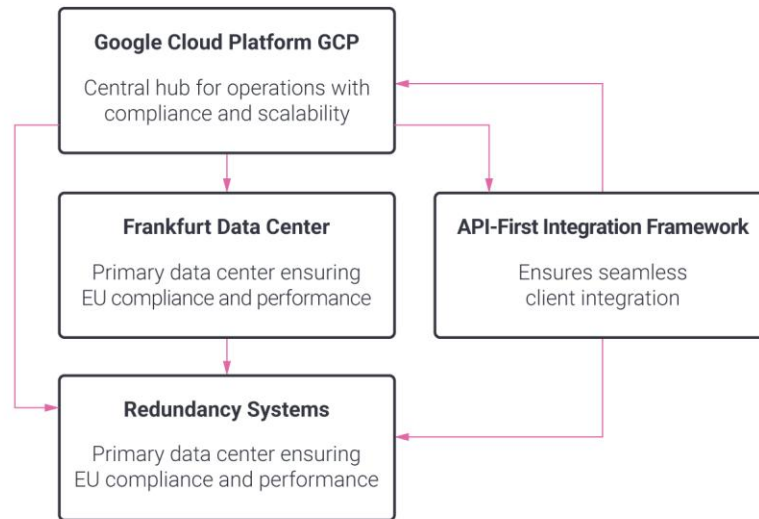 Google Cloud Platform GCP
Central hub for operations with
compliance and scalability
Frankfurt Data Center
Primary data center ensuring
EU compliance and performance
API-First Integration Framework
Ensures seamless
client integration
Redundancy Systems
Primary data center ensuring
EU compliance and performance